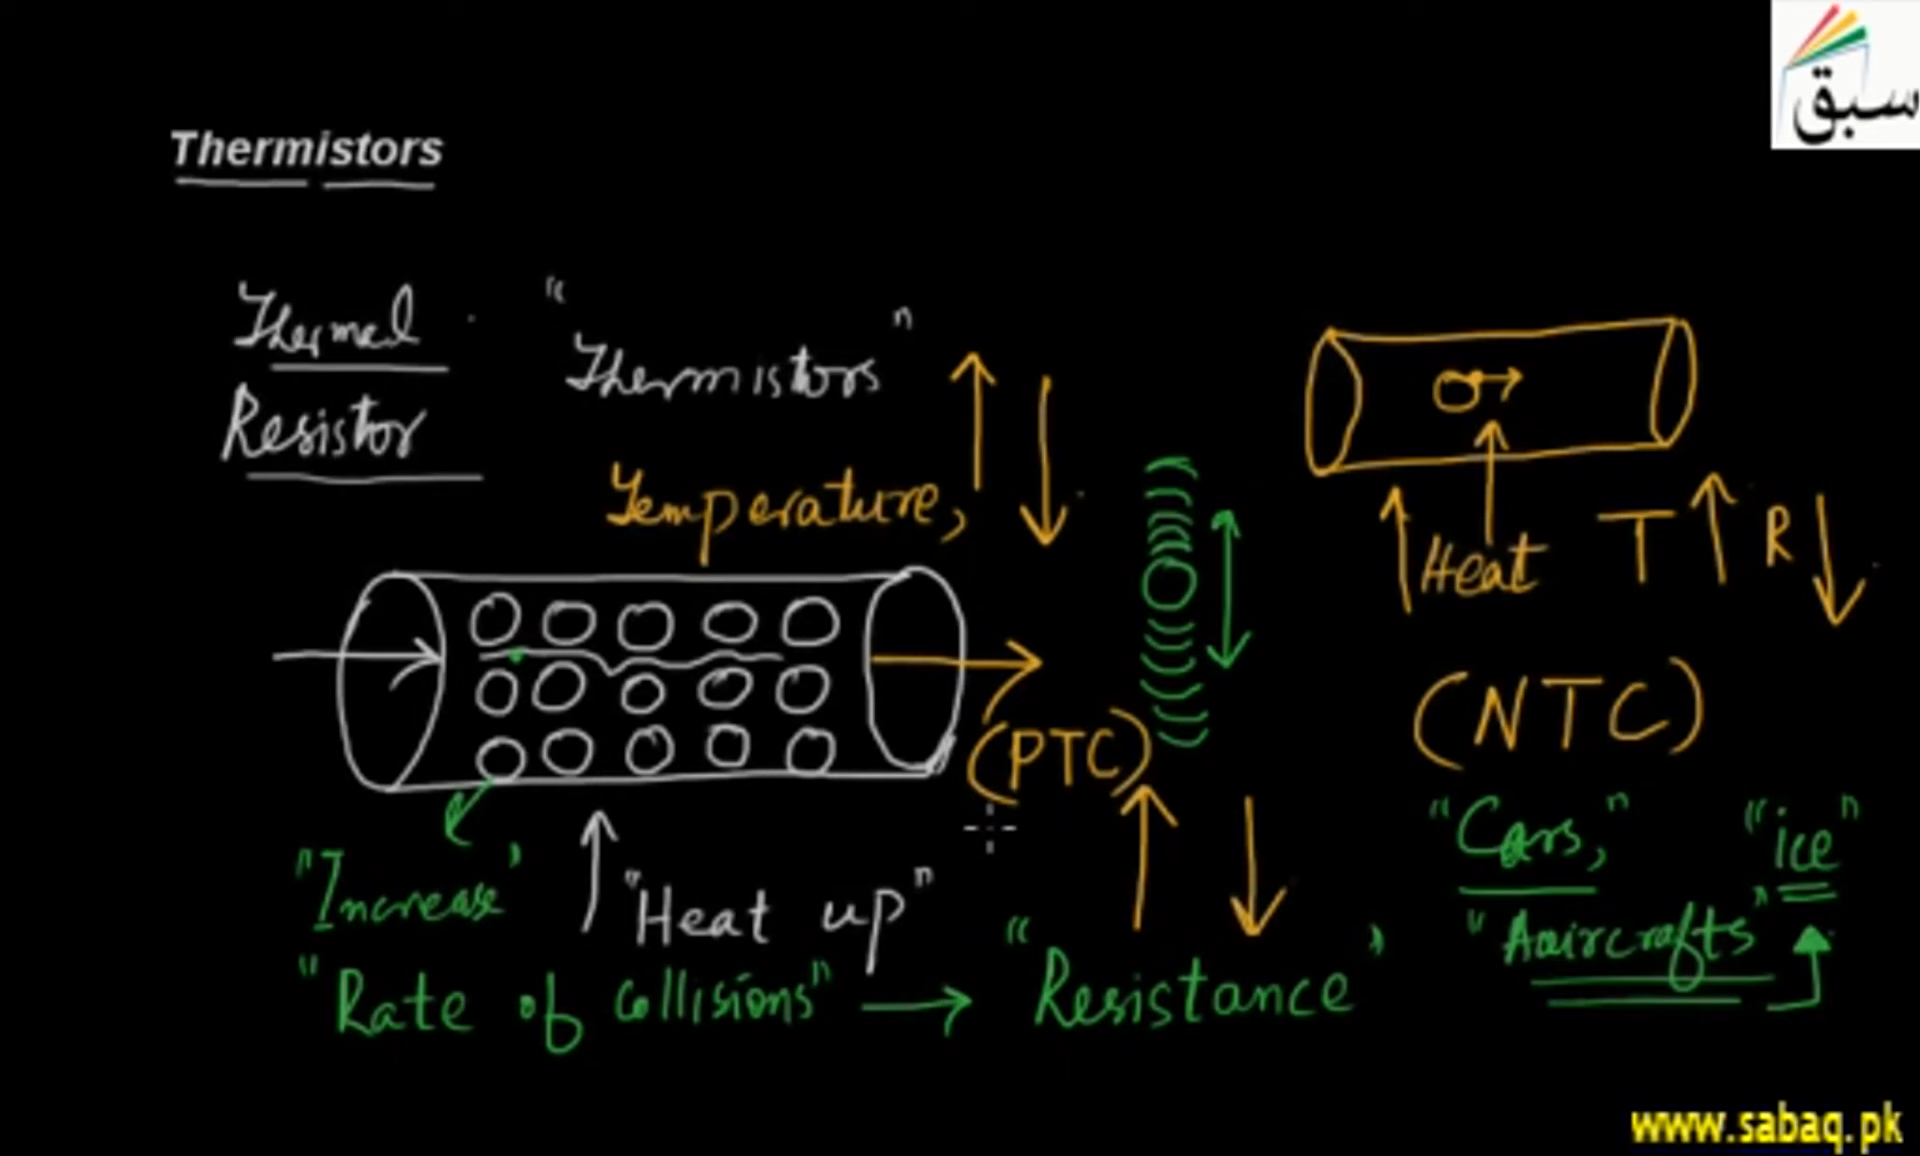 سبق
Thermistors
Thermal
Resistor
"Thermistors"
Temperature,
Heat T R
(PTC)
(NTC)
"Increase"
"Heat up"
"Cars," "ice"
"Aaircrafts"
"Rate of collisions" → "Resistance"
www.sabaq.pk